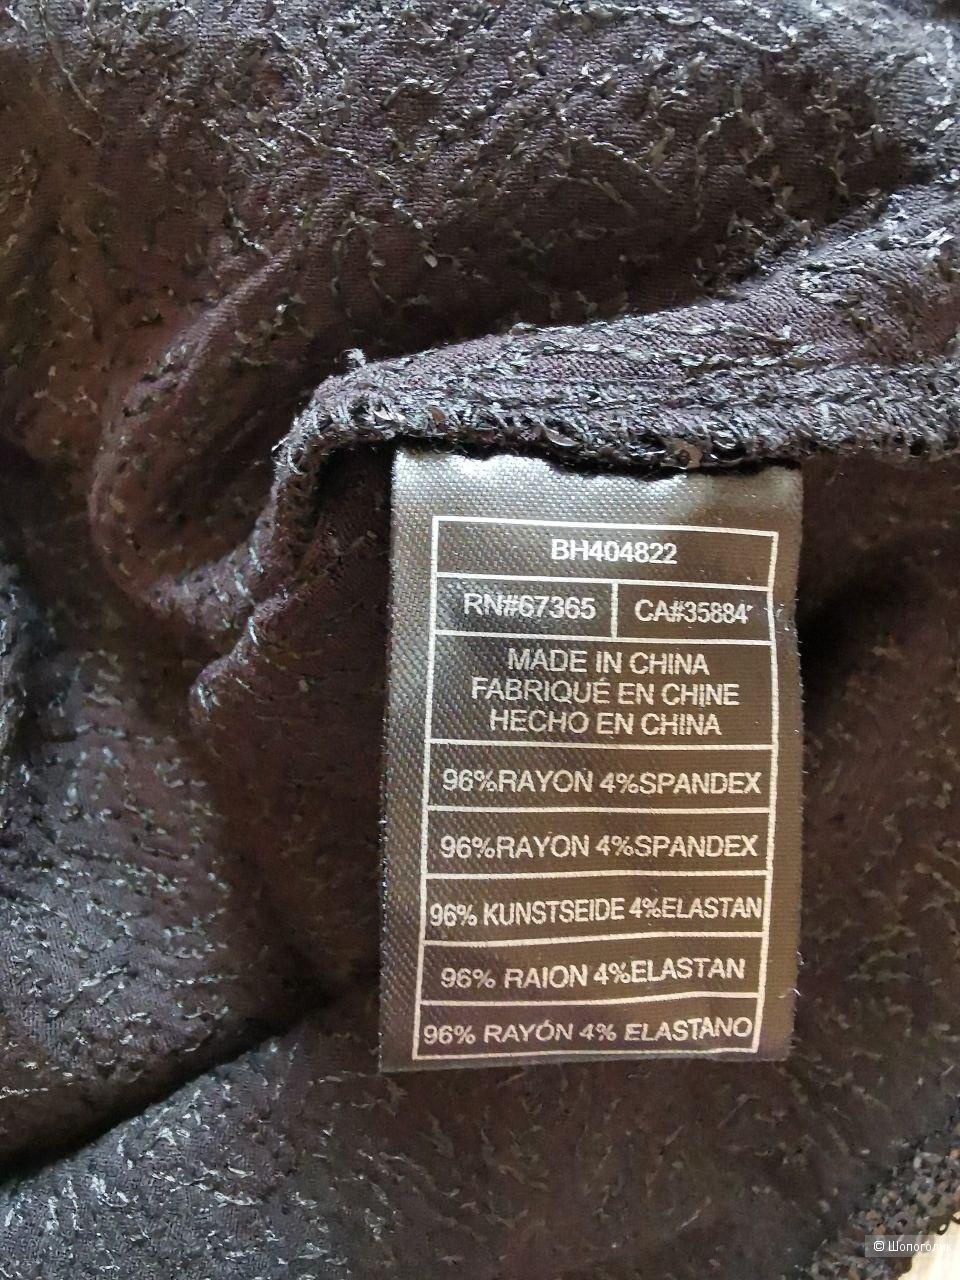 BH404822
RN#67365 CA#35884
MADE IN CHINA
FABRIQUÉ EN CHINE
HECHO EN CHINA
96%RAYON 4%SPANDEX
96%RAYON 4%SPANDEX
96% KUNSTSEIDE 4%ELASTAN
96% RAION 4%ELASTAN
96% RAYÓN 4% ELASTANO
© Шопоголик